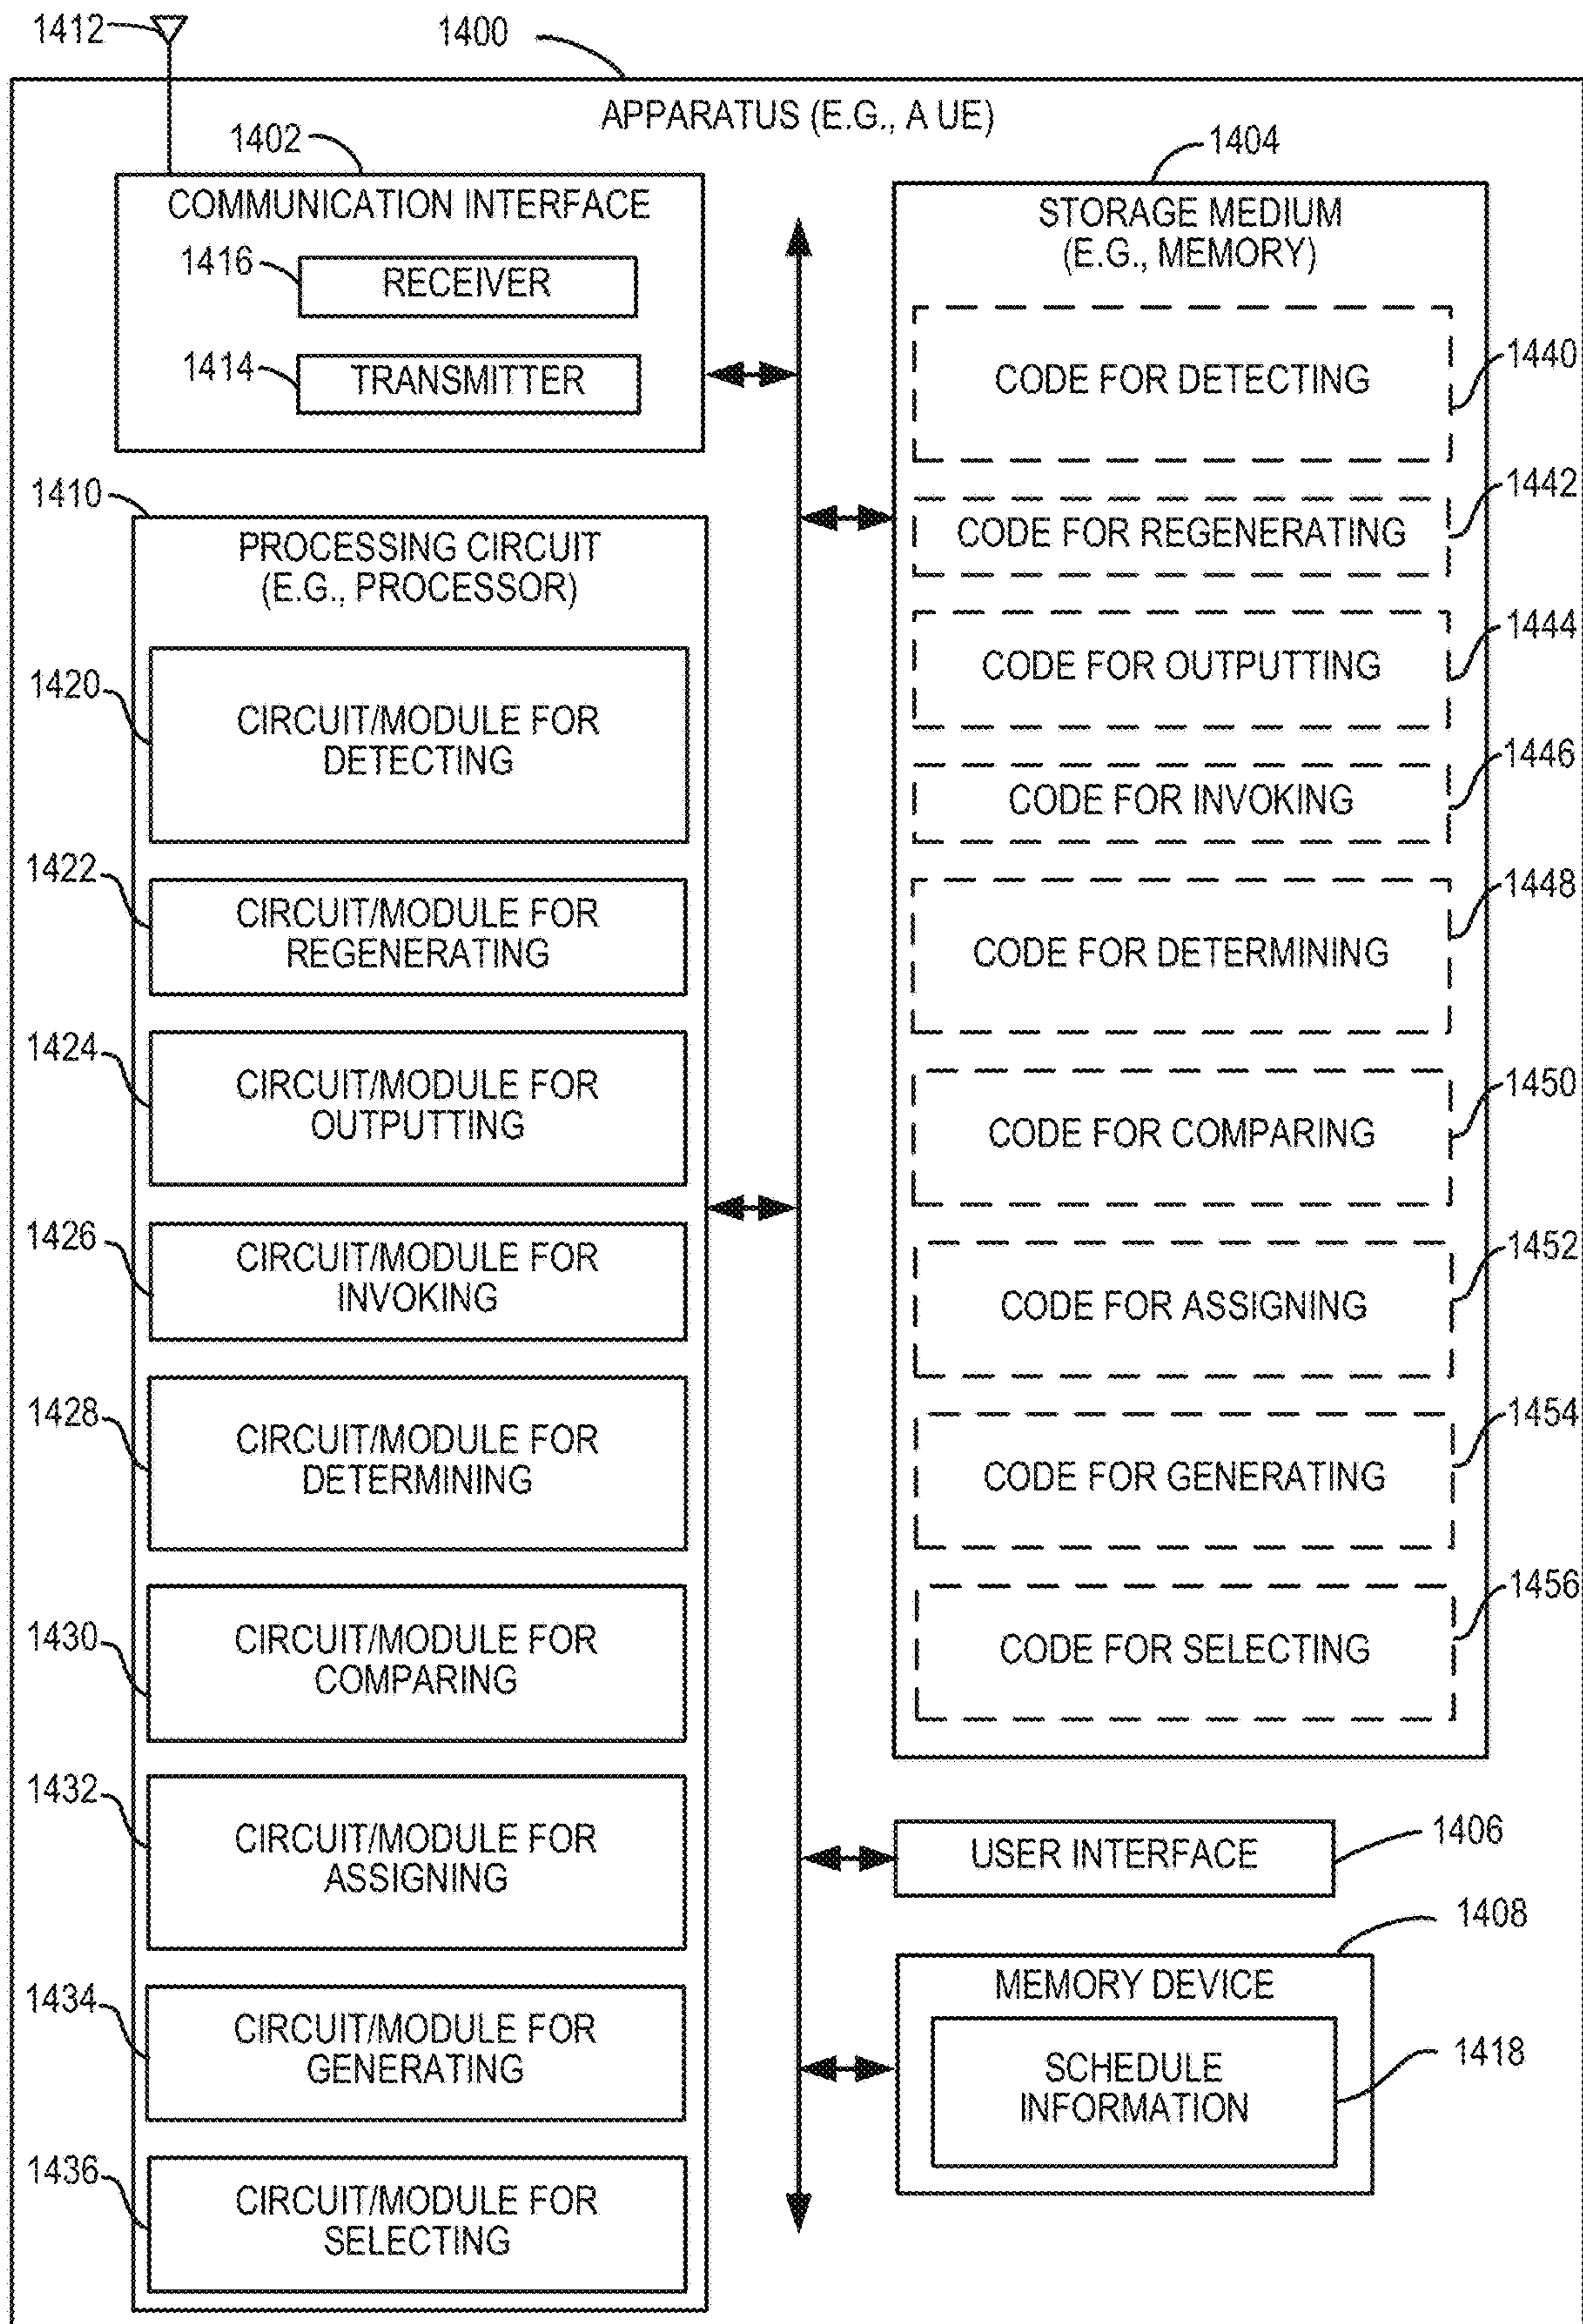 1412
1400
APPARATUS (E.G., A UE)
1402
COMMUNICATION INTERFACE
1416
RECEIVER
1414
TRANSMITTER
1410
PROCESSING CIRCUIT
(E.G., PROCESSOR)
1420
CIRCUIT/MODULE FOR
DETECTING
1422
CIRCUIT/MODULE FOR
REGENERATING
1424
CIRCUIT/MODULE FOR
OUTPUTTING
1426
CIRCUIT/MODULE FOR
INVOKING
1428
CIRCUIT/MODULE FOR
DETERMINING
1430
CIRCUIT/MODULE FOR
COMPARING
1432
CIRCUIT/MODULE FOR
ASSIGNING
1434
CIRCUIT/MODULE FOR
GENERATING
1436
CIRCUIT/MODULE FOR
SELECTING
1404
STORAGE MEDIUM
(E.G., MEMORY)
CODE FOR DETECTING
1440
CODE FOR REGENERATING
1442
CODE FOR OUTPUTTING
1444
CODE FOR INVOKING
1446
CODE FOR DETERMINING
1448
CODE FOR COMPARING
1450
CODE FOR ASSIGNING
1452
CODE FOR GENERATING
1454
CODE FOR SELECTING
1456
USER INTERFACE
1406
1408
MEMORY DEVICE
SCHEDULE
INFORMATION
1418